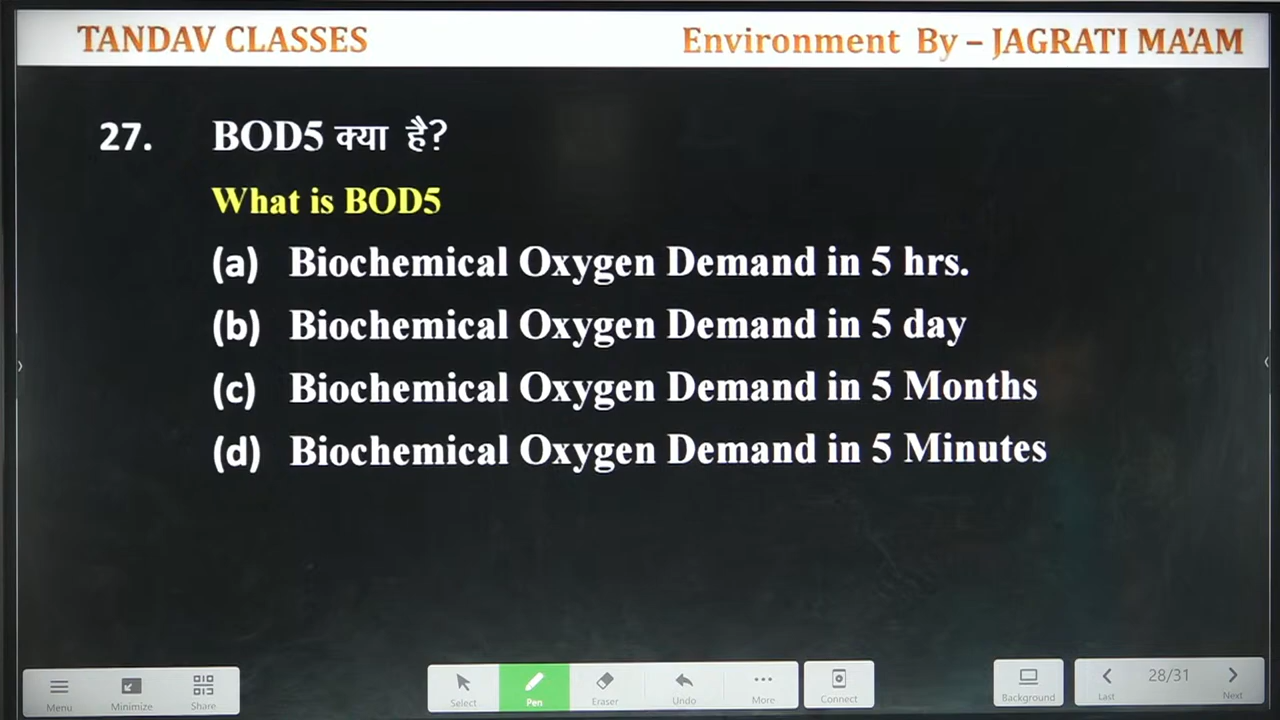 TANDAV CLASSES
Environment By – JAGRATI MA'AM
27. BOD5 क्या है?
What is BOD5
(a) Biochemical Oxygen Demand in 5 hrs.
(b) Biochemical Oxygen Demand in 5 day
(c) Biochemical Oxygen Demand in 5 Months
(d) Biochemical Oxygen Demand in 5 Minutes
Menu
Minimize
Share
Select
Pen
Eraser
Undo
More
Connect
Background
Last
28/31
Next